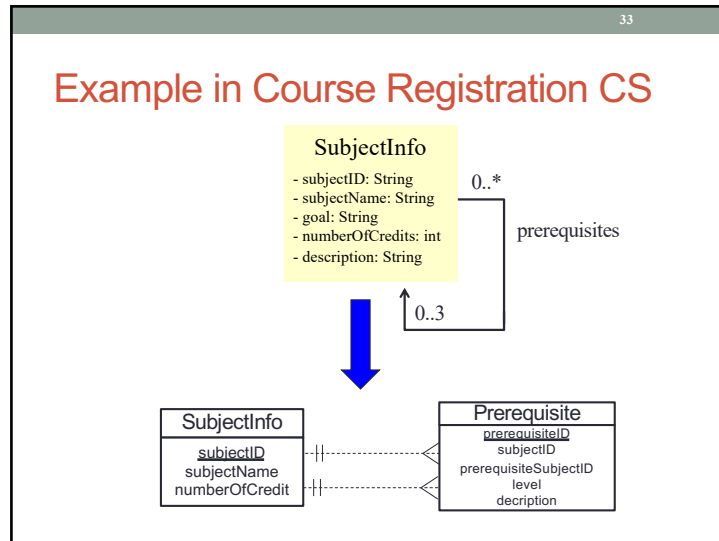 33
Example in Course Registration CS
SubjectInfo
- subjectID: String
- subjectName: String
- goal: String
- numberOfCredits: int
- description: String
0..*
prerequisites
0..3
SubjectInfo
subjectID
subjectName
numberOfCredit
Prerequisite
prerequisiteID
subjectID
prerequisiteSubjectID
level
decription